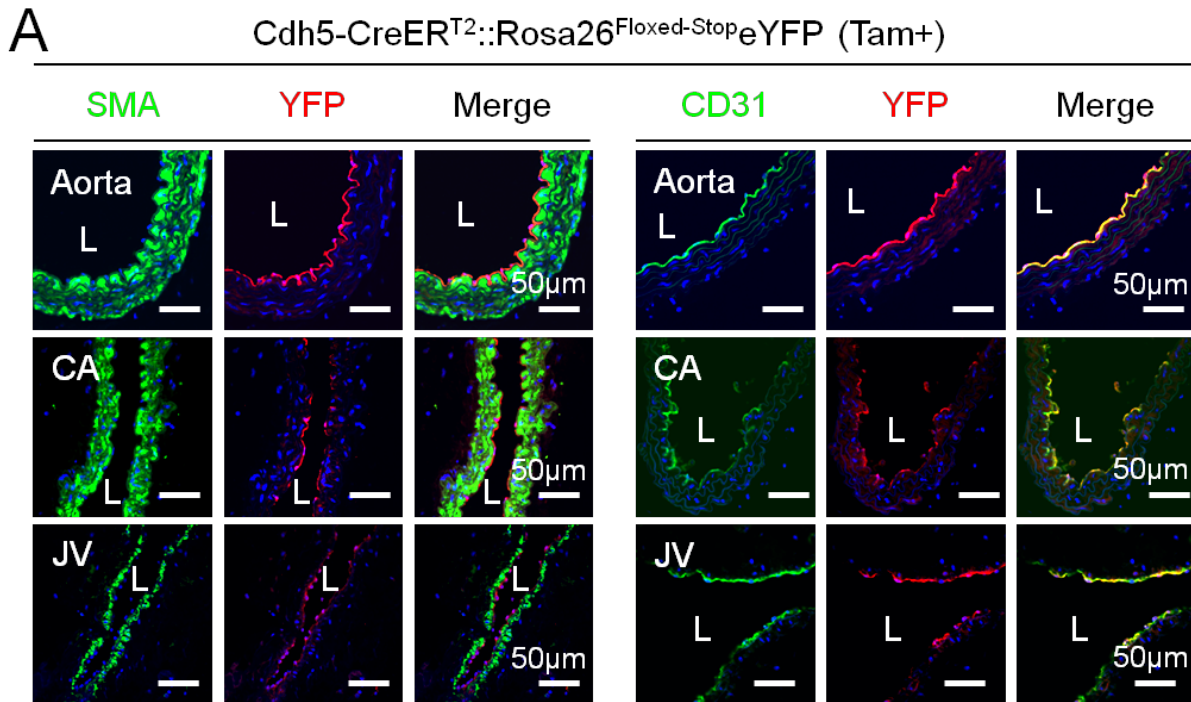 A
Cdh5-CreERT2::Rosa26Floxed-StopeYFP (Tam+)
SMA YFP Merge CD31 YFP Merge
Aorta L L L 50µm Aorta L L L 50µm
CA L L L 50µm CA L L L 50µm
JV L L L 50µm JV L L L 50µm